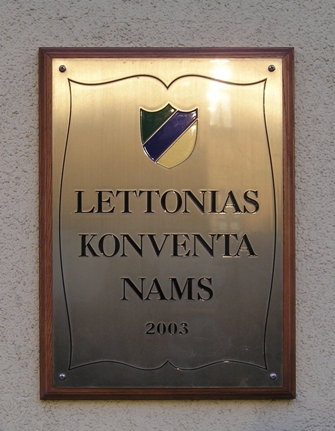 LETTONIAS
KONVENTA
NAMS
2003